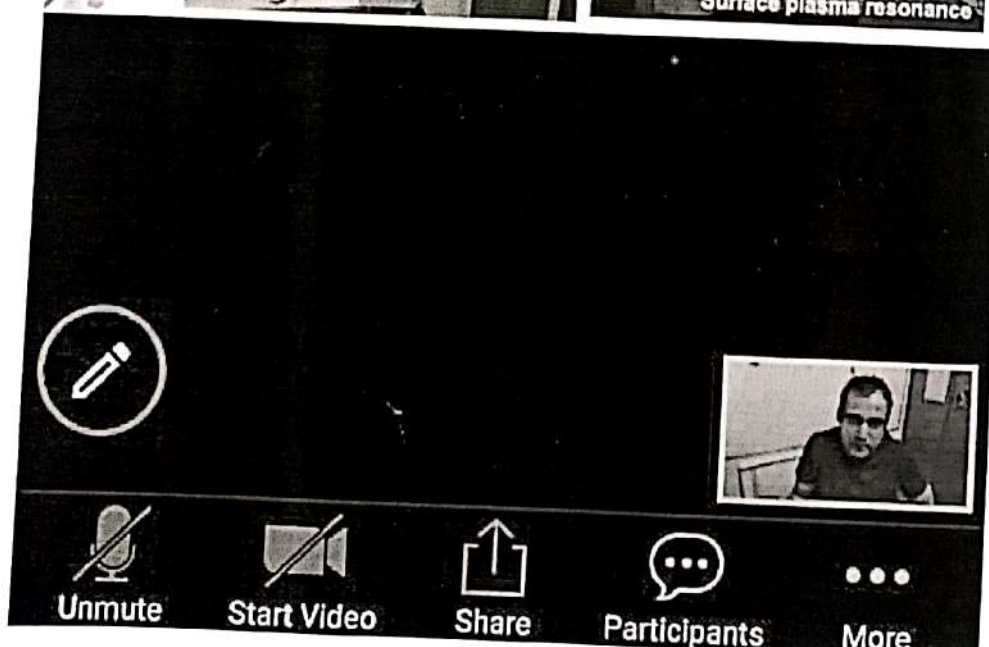 Surface plasma resonance
Unmute
Start Video
Share
Participants
More